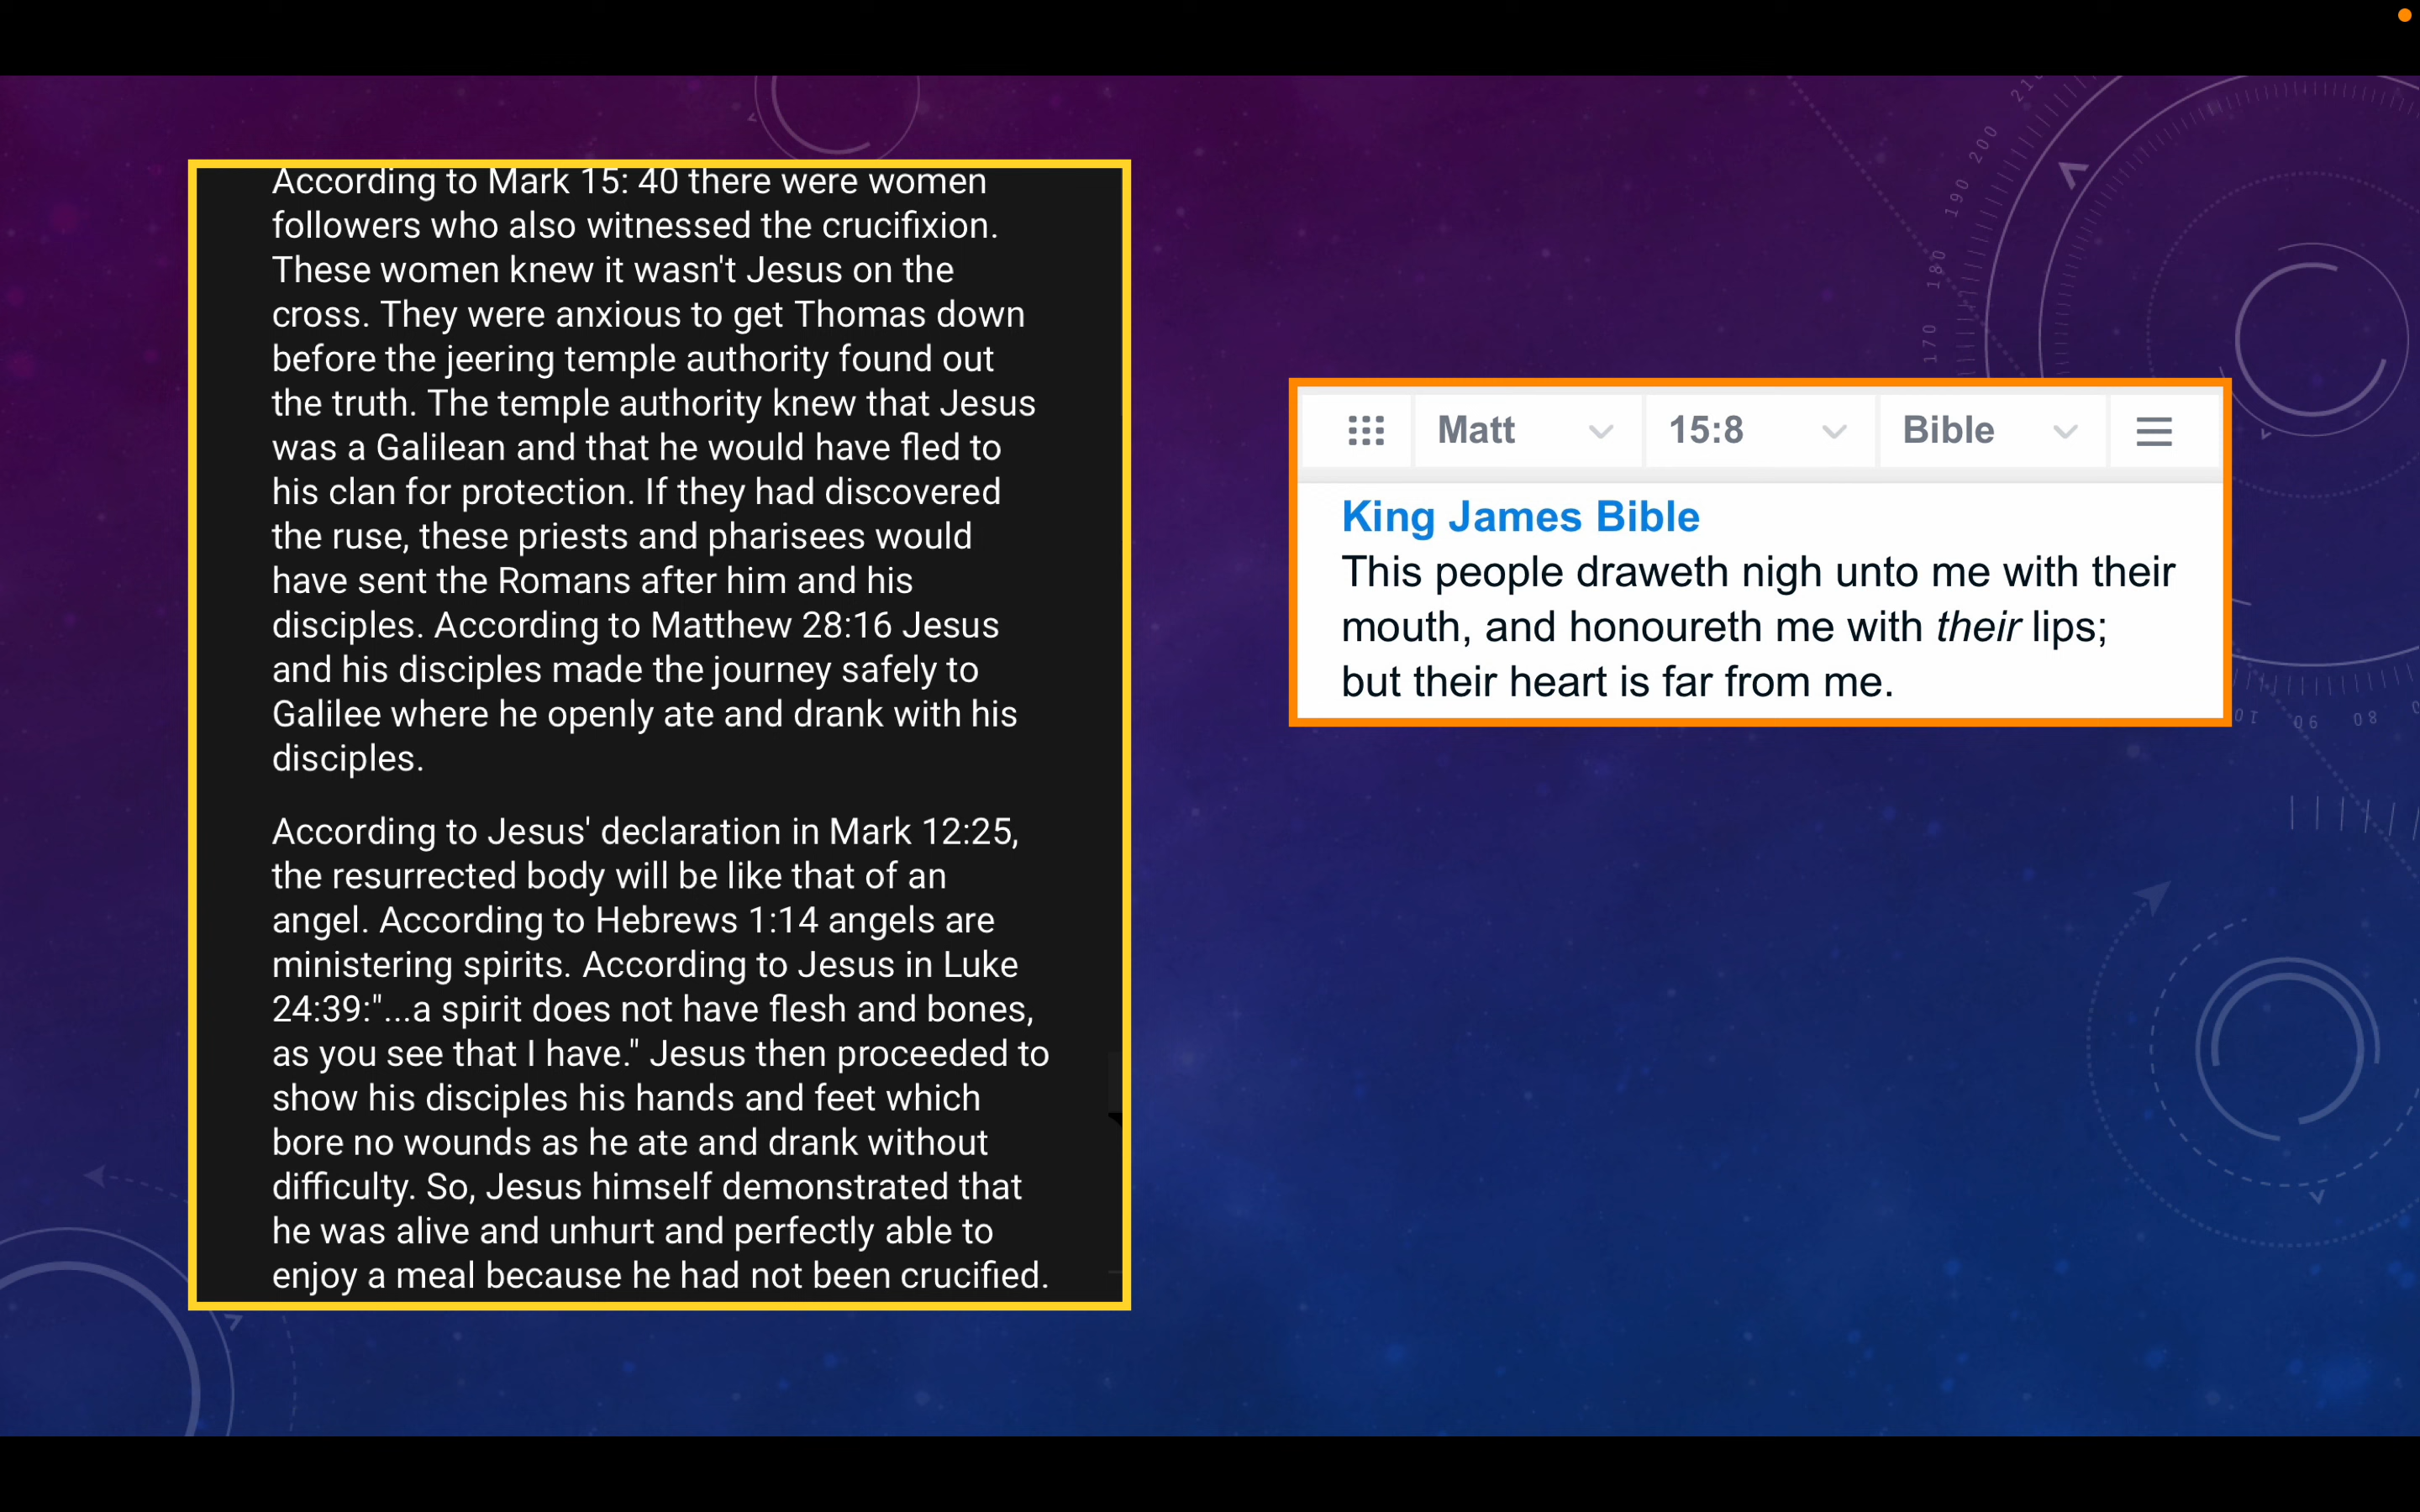 According to Mark 15: 40 there were women
followers who also witnessed the crucifixion.
These women knew it wasn't Jesus on the
cross. They were anxious to get Thomas down
before the jeering temple authority found out
the truth. The temple authority knew that Jesus
was a Galilean and that he would have fled to
his clan for protection. If they had discovered
the ruse, these priests and pharisees would
have sent the Romans after him and his
disciples. According to Matthew 28:16 Jesus
and his disciples made the journey safely to
Galilee where he openly ate and drank with his
disciples.
According to Jesus' declaration in Mark 12:25,
the resurrected body will be like that of an
angel. According to Hebrews 1:14 angels are
ministering spirits. According to Jesus in Luke
24:39:"...a spirit does not have flesh and bones,
as you see that I have." Jesus then proceeded to
show his disciples his hands and feet which
bore no wounds as he ate and drank without
difficulty. So, Jesus himself demonstrated that
he was alive and unhurt and perfectly able to
enjoy a meal because he had not been crucified.
Matt 15:8 Bible
King James Bible
This people draweth nigh unto me with their
mouth, and honoureth me with their lips;
but their heart is far from me.
200
190
180
170
90
80